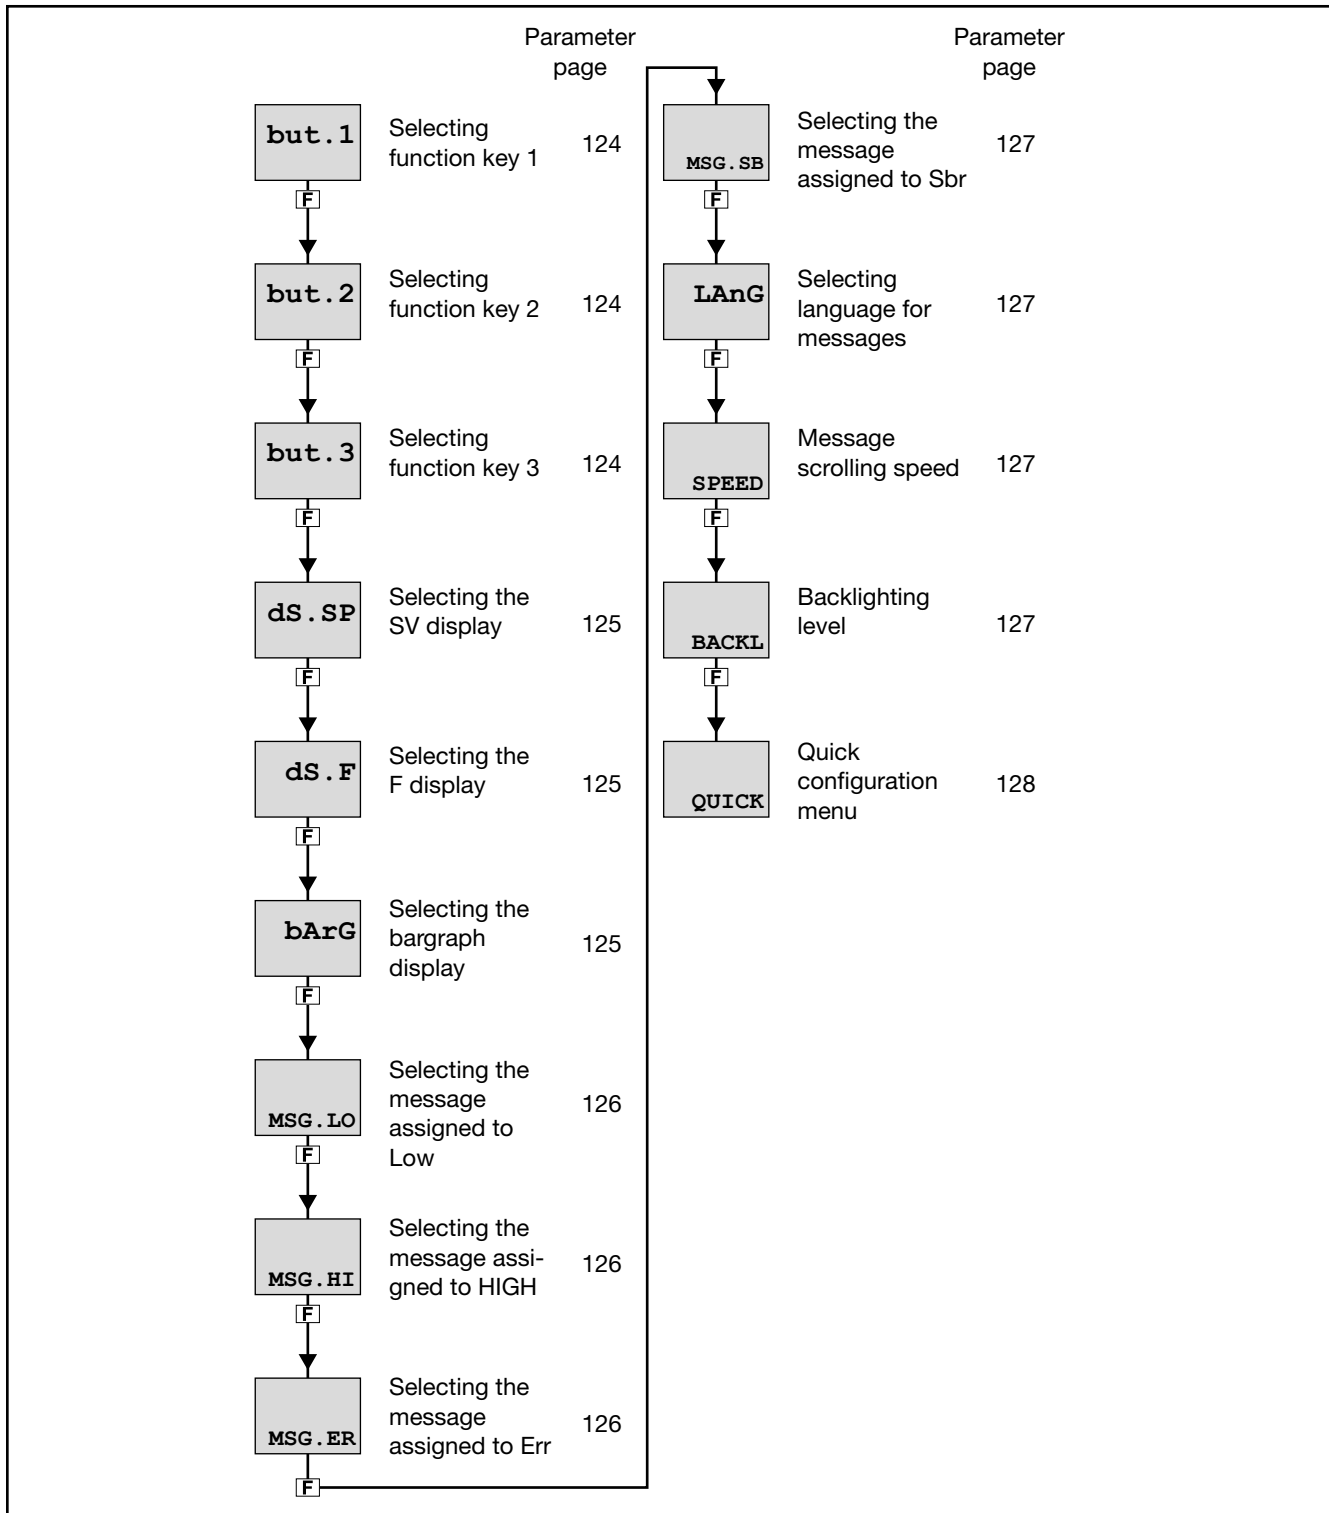 Parameter
page
but.1
Selecting
function key 1
124
F
but.2
Selecting
function key 2
124
F
but.3
Selecting
function key 3
124
F
dS.SP
Selecting the
SV display
125
F
dS.F
Selecting the
F display
125
F
bArG
Selecting the
bargraph
display
125
F
MSG.LO
Selecting the
message
assigned to
Low
126
F
MSG.HI
Selecting the
message assi-
gned to HIGH
126
F
MSG.ER
Selecting the
message
assigned to Err
126
F
Parameter
page
MSG.SB
Selecting the
message
assigned to Sbr
127
F
LAnG
Selecting
language for
messages
127
F
SPEED
Message
scrolling speed
127
F
BACKL
Backlighting
level
127
F
QUICK
Quick
configuration
menu
128